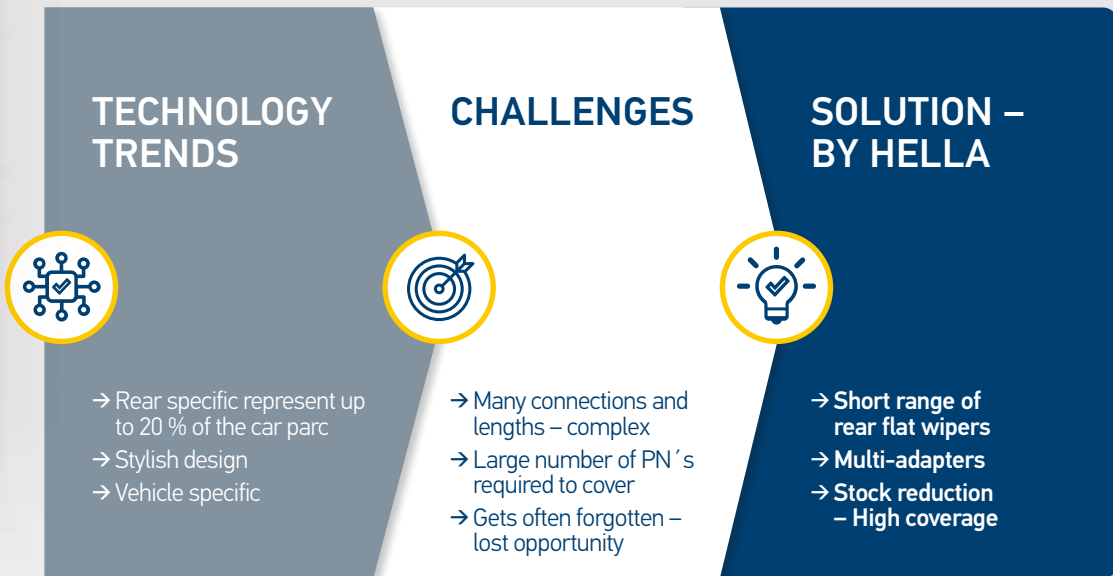 TECHNOLOGY
TRENDS
→ Rear specific represent up
to 20 % of the car parc
→ Stylish design
→ Vehicle specific
CHALLENGES
→ Many connections and
lengths – complex
→ Large number of PN´s
required to cover
→ Gets often forgotten –
lost opportunity
SOLUTION –
BY HELLA
→ Short range of
rear flat wipers
→ Multi-adapters
→ Stock reduction
– High coverage